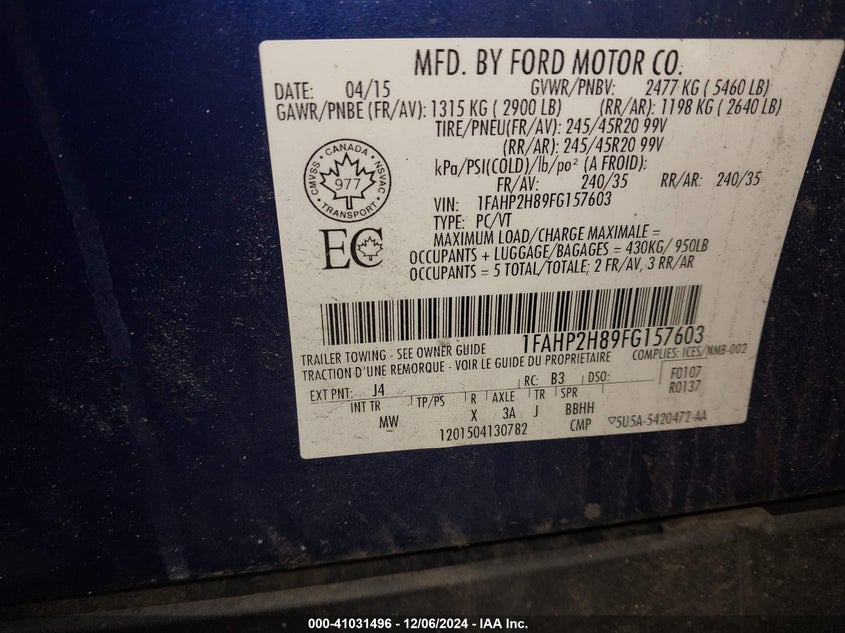 MFD. BY FORD MOTOR CO.
DATE: 04/15 GVWR/PNBV: 2477 KG ( 5460 LB)
GAWR/PNBE (FR/AV): 1315 KG ( 2900 LB) (RR/AR): 1198 KG ( 2640 LB)
TIRE/PNEU(FR/AV): 245/45R20 99V
(RR/AR): 245/45R20 99V
kPa/PSI(COLD)/lb/po² (A FROID):
FR/AV: 240/35 RR/AR: 240/35
VIN: 1FAHP2H89FG157603
TYPE: PC/VT
MAXIMUM LOAD/CHARGE MAXIMALE =
OCCUPANTS + LUGGAGE/BAGAGES = 430KG/ 950LB
OCCUPANTS = 5 TOTAL/TOTALE; 2 FR/AV, 3 RR/AR
CANADA
CMVSS NSVAC
977
TRANSPORT
EC
1FAHP2H89FG157603
TRAILER TOWING - SEE OWNER GUIDE COMPLIES: ICES/NMB-002
TRACTION D'UNE REMORQUE - VOIR LE GUIDE DU PROPRIETAIRE
EXT PNT: J4 RC: B3 DSO: F0107
R0137
INT TR TP/PS R AXLE TR SPR
MW X 3A J BBHH
1201504130782 CMP ▽5U5A-5420472-AA
000-41031496 - 12/06/2024 - IAA Inc.